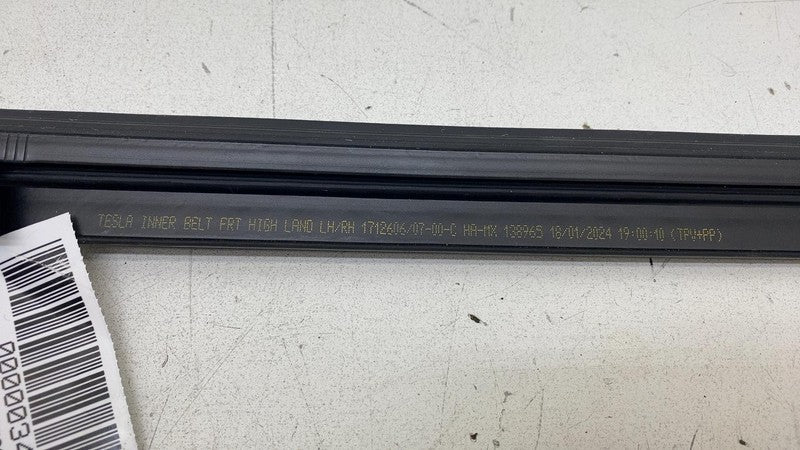 TESLA INNER BELT FRT HIGH LAND LH/RH 1712606/07-00-C HA-MX 138965 18/01/2024 19:00:10 (TPV+PP)